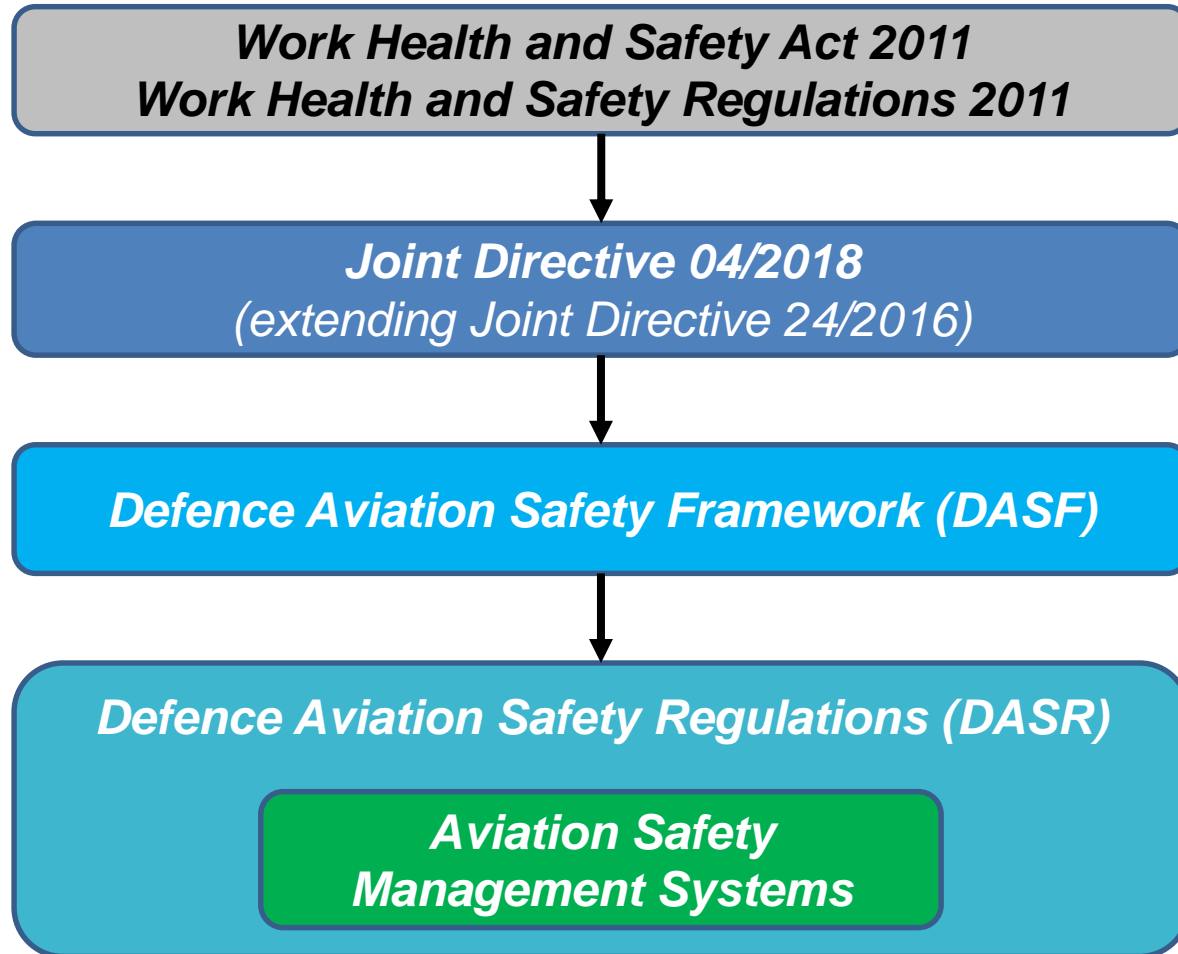 Work Health and Safety Act 2011
Work Health and Safety Regulations 2011
Joint Directive 04/2018
(extending Joint Directive 24/2016)
Defence Aviation Safety Framework (DASF)
Defence Aviation Safety Regulations (DASR)
Aviation Safety
Management Systems